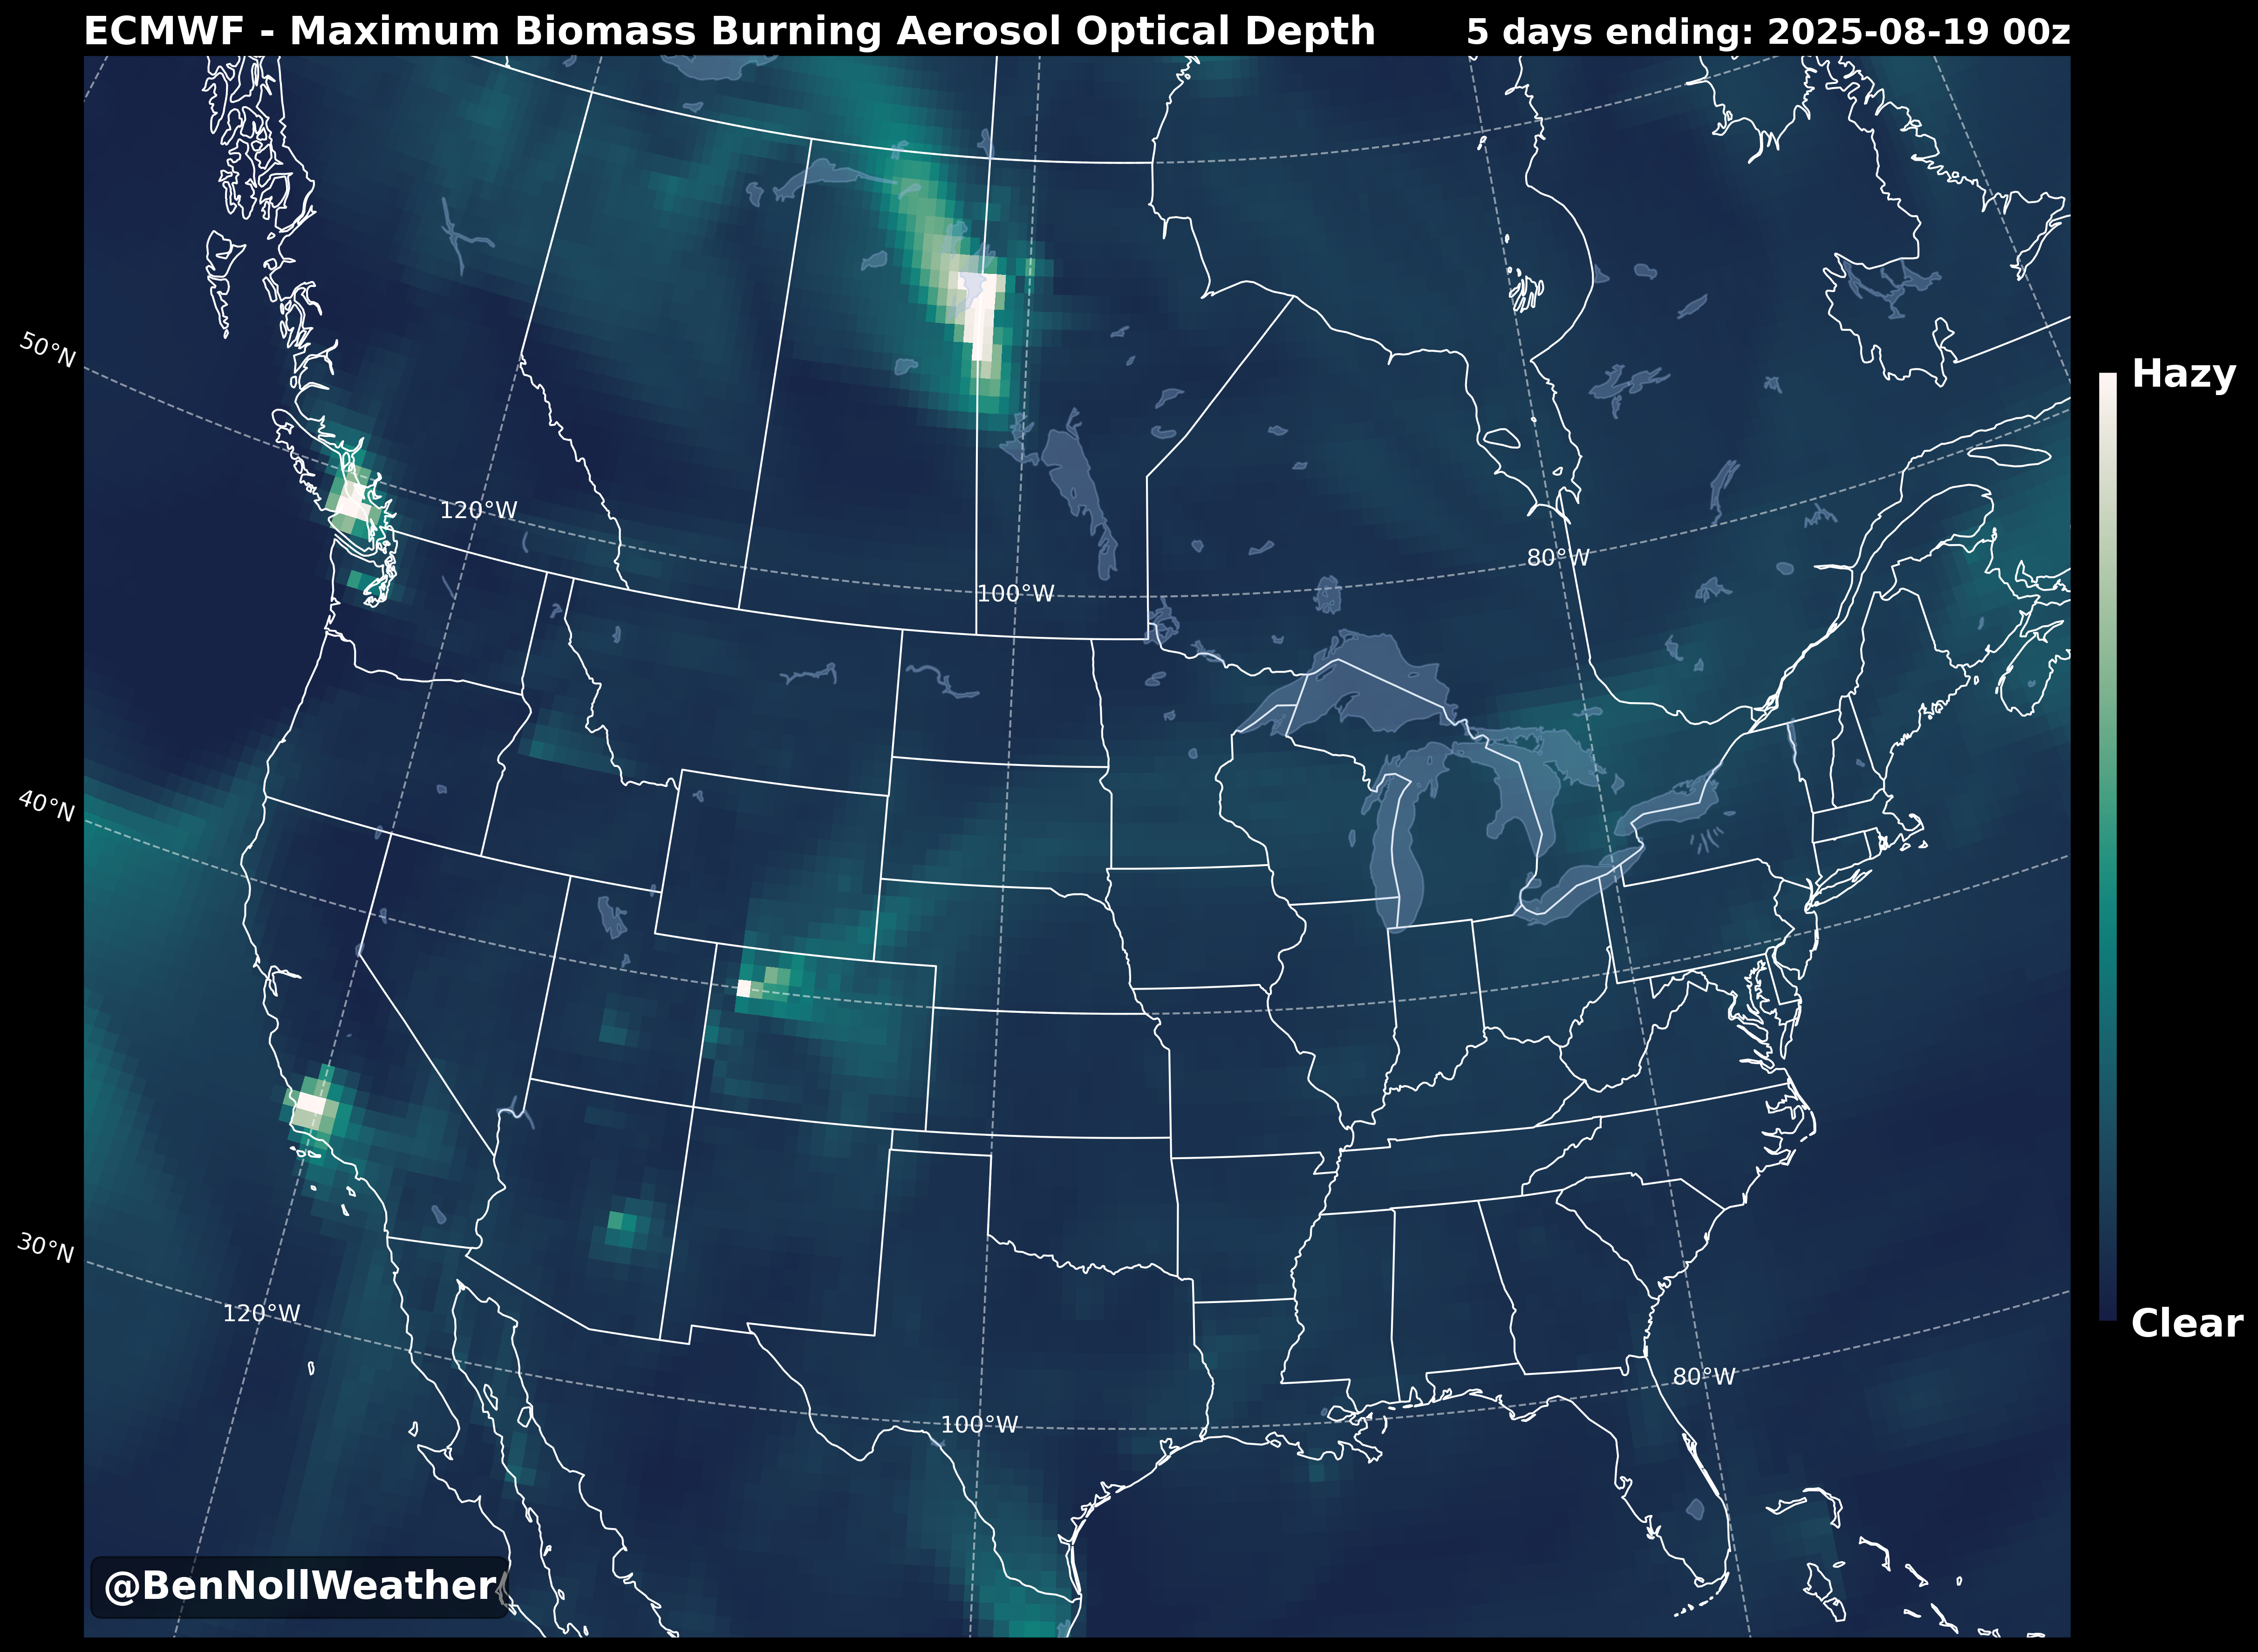 ECMWF - Maximum Biomass Burning Aerosol Optical Depth
5 days ending: 2025-08-19 00z
50°N
Hazy
120°W
80°W
100°W
40°N
30°N
120°W
Clear
80°W
100°W
@BenNollWeather